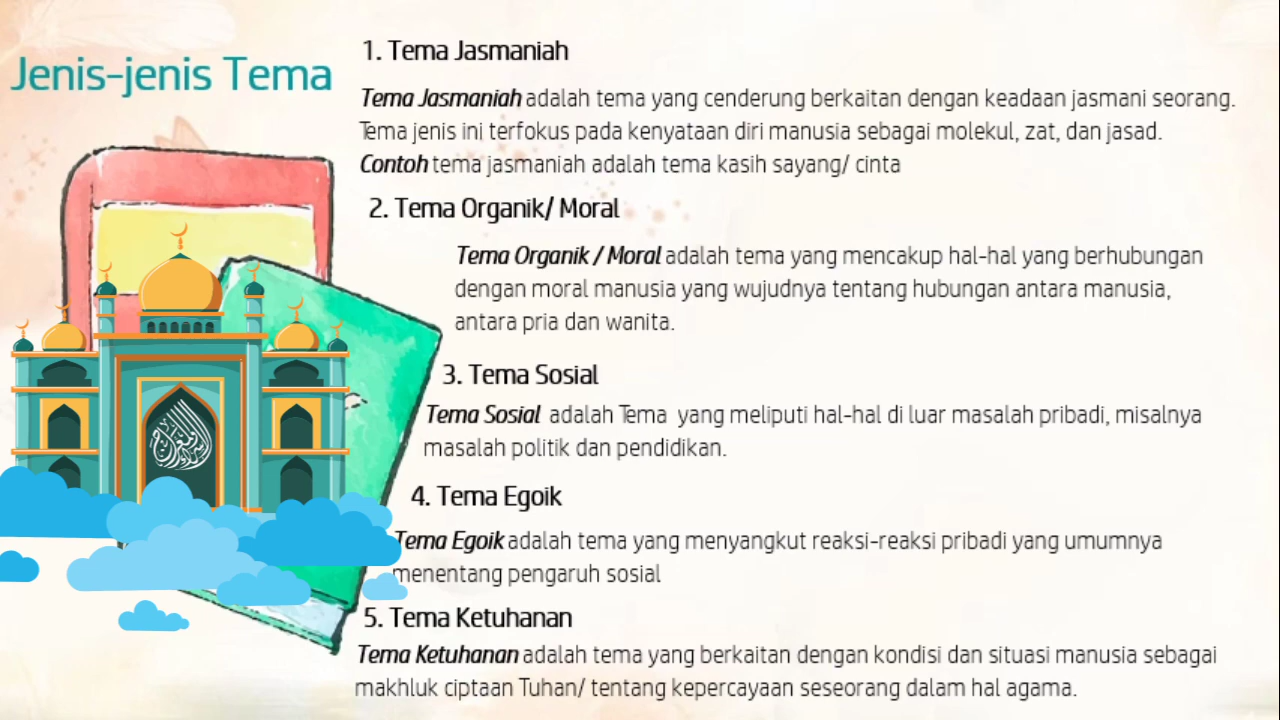 Jenis-jenis Tema
1. Tema Jasmaniah
Tema Jasmaniah adalah tema yang cenderung berkaitan dengan keadaan jasmani seorang.
Tema jenis ini terfokus pada kenyataan diri manusia sebagai molekul, zat, dan jasad.
Contoh tema jasmaniah adalah tema kasih sayang/ cinta
2. Tema Organik/ Moral
Tema Organik / Moral adalah tema yang mencakup hal-hal yang berhubungan
dengan moral manusia yang wujudnya tentang hubungan antara manusia,
antara pria dan wanita.
3. Tema Sosial
Tema Sosial adalah Tema yang meliputi hal-hal di luar masalah pribadi, misalnya
masalah politik dan pendidikan.
4. Tema Egoik
Tema Egoik adalah tema yang menyangkut reaksi-reaksi pribadi yang umumnya
menentang pengaruh sosial
5. Tema Ketuhanan
Tema Ketuhanan adalah tema yang berkaitan dengan kondisi dan situasi manusia sebagai
makhluk ciptaan Tuhan/ tentang kepercayaan seseorang dalam hal agama.